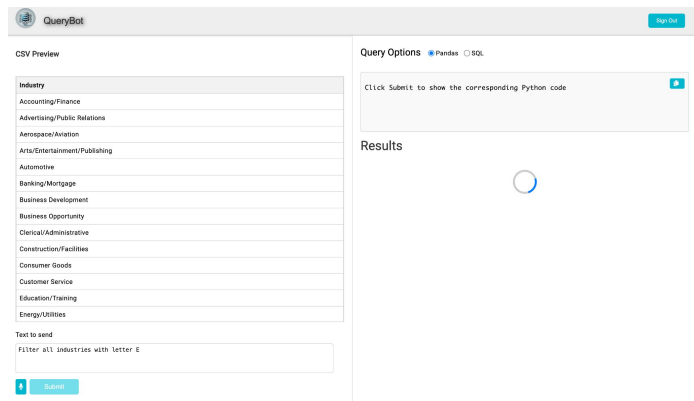 QueryBot
Sign Out
CSV Preview
Industry
Accounting/Finance
Advertising/Public Relations
Aerospace/Aviation
Arts/Entertainment/Publishing
Automotive
Banking/Mortgage
Business Development
Business Opportunity
Clerical/Administrative
Construction/Facilities
Consumer Goods
Customer Service
Education/Training
Energy/Utilities
Text to send
Filter all industries with letter E
Submit
Query Options Pandas SQL
Click Submit to show the corresponding Python code
Results